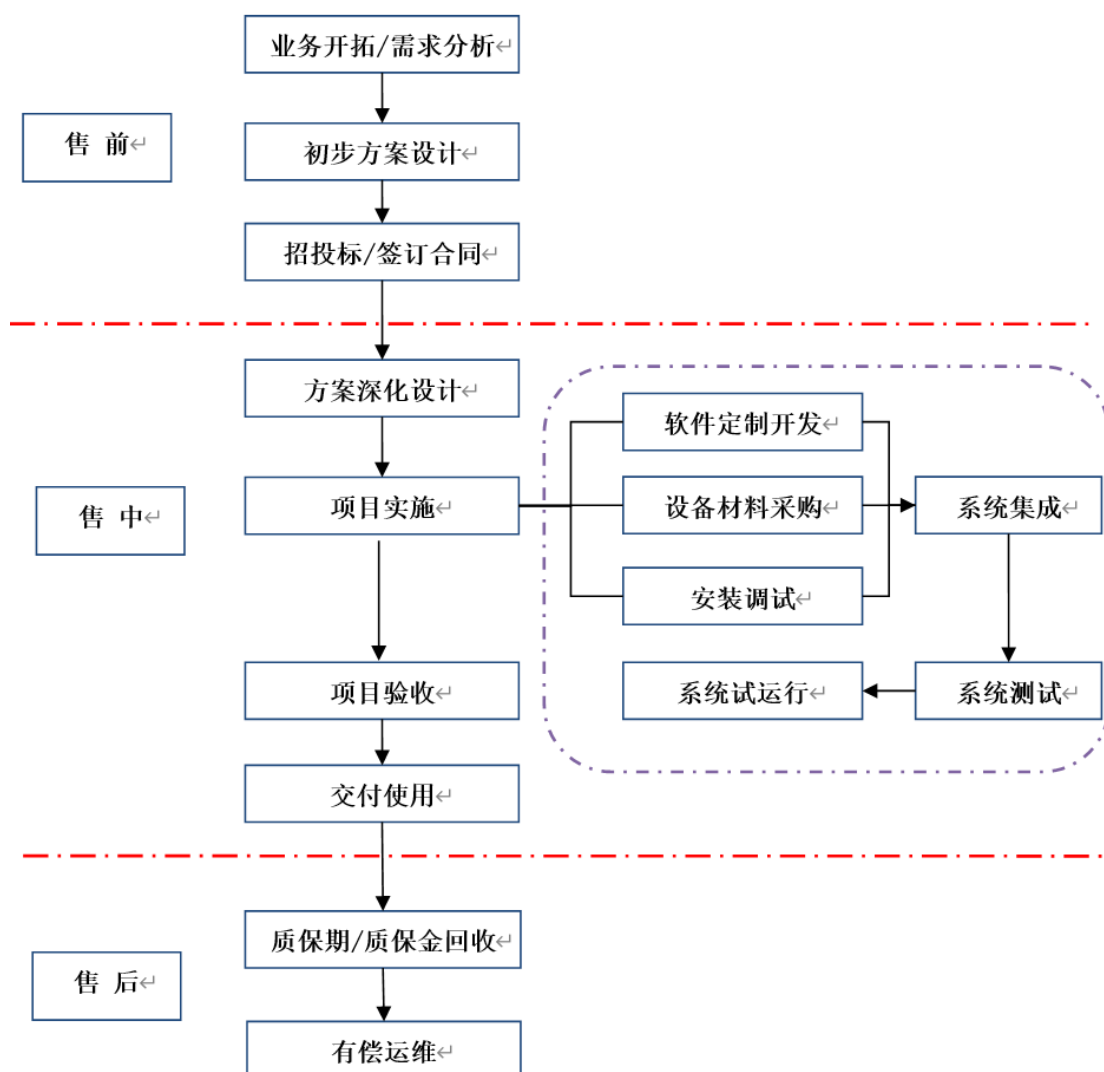 业务开拓/需求分析↵
售 前↵
初步方案设计↵
招投标/签订合同↵
方案深化设计↵
软件定制开发↵
售 中↵
项目实施↵
设备材料采购↵
系统集成↵
安装调试↵
项目验收↵
系统试运行↵
系统测试↵
交付使用↵
质保期/质保金回收↵
售 后↵
有偿运维↵